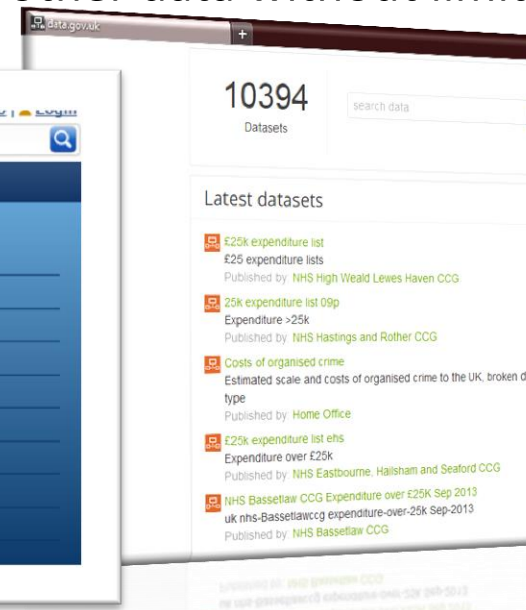 data without
data.gov.uk
+
Login
10394
Datasets
search data
Latest datasets
£25k expenditure list
£25 expenditure lists
Published by: NHS High Weald Lewes Haven CCG
25k expenditure list 09p
Expenditure >25k
Published by: NHS Hastings and Rother CCG
Costs of organised crime
Estimated scale and costs of organised crime to the UK, broken
type
Published by: Home Office
£25k expenditure list ehs
Expenditure over £25k
Published by: NHS Eastbourne, Hailsham and Seaford CCG
NHS Bassetlaw CCG Expenditure over £25K Sep 2013
uk nhs-Bassetlawccg expenditure-over-25k Sep-2013
Published by: NHS Bassetlaw CCG